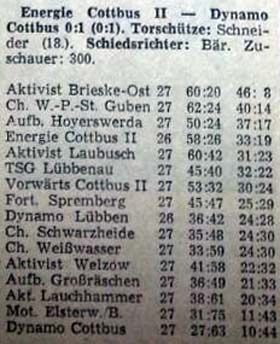 Energie Cottbus II — Dynamo
Cottbus 0:1 (0:1). Torschütze: Schnei-
der (18.). Schiedsrichter: Bär. Zu-
schauer: 300.
Aktivist Brieske-Ost 27 60:20 46: 8
Ch. W.-P.-St. Guben 27 62:24 40:14
Aufb. Hoyerswerda 27 50:24 37:17
Energie Cottbus II 26 58:26 33:19
Aktivist Laubusch 27 60:42 31:23
TSG Lübbenau 27 45:40 32:22
Vorwärts Cottbus II 27 53:32 30:24
Fort. Spremberg 27 45:47 25:29
Dynamo Lübben 26 36:42 24:28
Ch. Schwarzheide 27 35:48 24:30
Ch. Weißwasser 27 33:59 24:30
Aktivist Welzow 27 41:58 22:32
Aufb. Großräschen 27 36:49 21:33
Akt. Lauchhammer 27 38:61 20:34
Mot. Elsterw./B. 27 31:75 11:43
Dynamo Cottbus 27 27:63 10:44